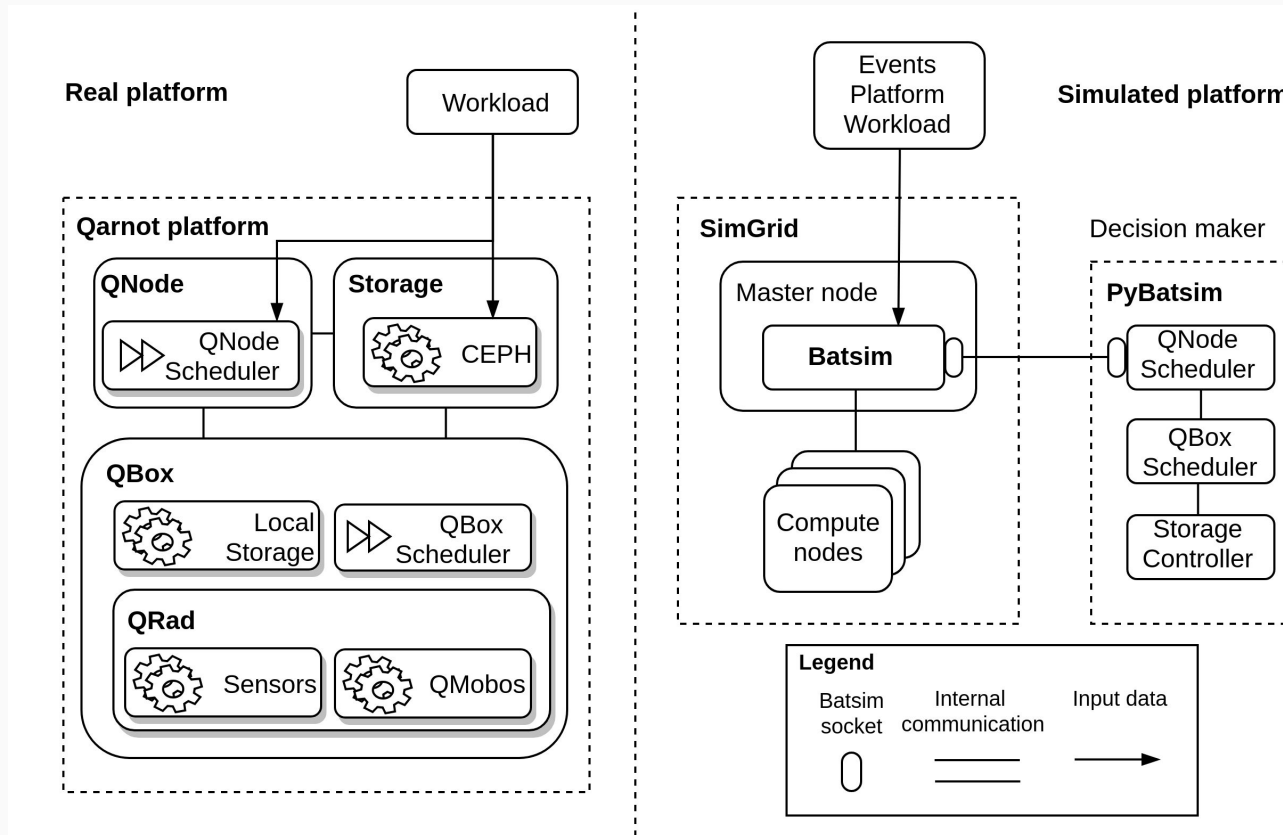 Real platform
Workload
Qarnot platform
QNode
QNode
Scheduler
Storage
CEPH
QBox
Local
Storage
QBox
Scheduler
QRad
Sensors
QMobos
Events
Platform
Workload
Simulated platform
SimGrid
Master node
Batsim
Compute
nodes
Decision maker
PyBatsim
QNode
Scheduler
QBox
Scheduler
Storage
Controller
Legend
Batsim
socket
Internal
communication
Input data